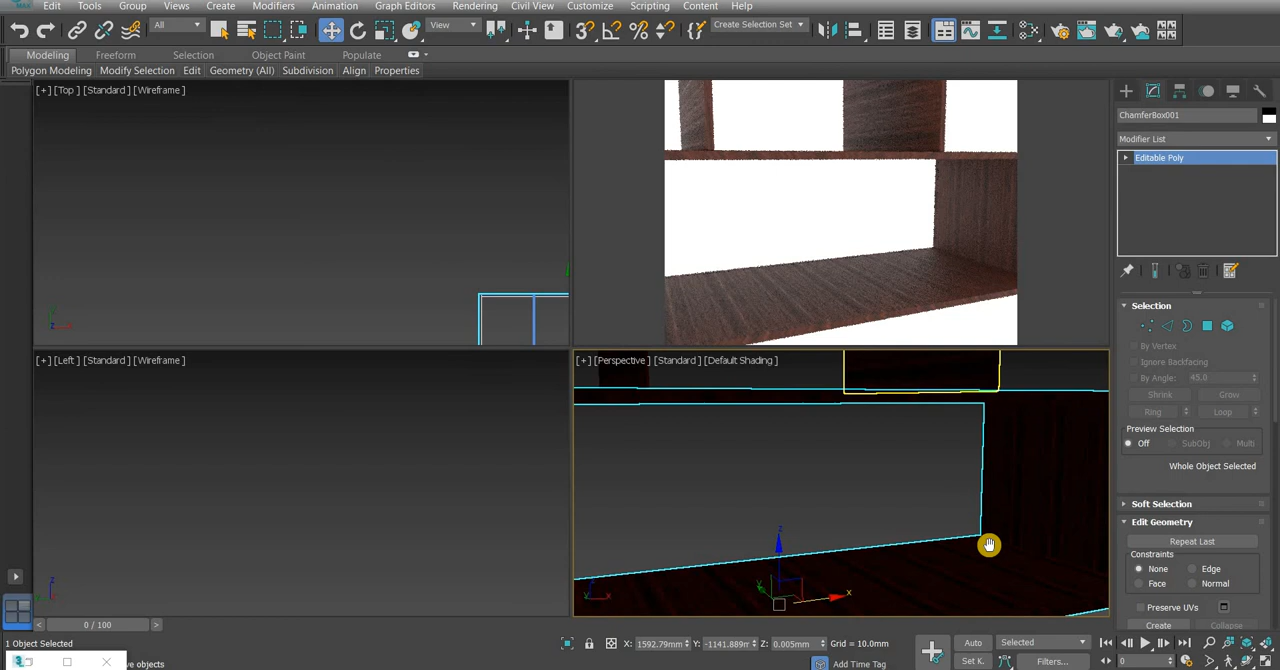 Edit Tools Group Views Create Modifiers Animation Graph Editors Rendering Civil View Customize Scripting Content Help
All View Create Selection Set
Modeling Freeform Selection Object Paint Populate
Polygon Modeling Modify Selection Edit Geometry (All) Subdivision Align Properties
[+] [Top ] [Standard ] [Wireframe ]
ChamferBox001
Modifier List
Editable Poly
Selection
By Vertex
Ignore Backfacing
By Angle: 45.0
Shrink Grow
Ring Loop
Preview Selection
Off SubObj Multi
Whole Object Selected
[+] [Left ] [Standard ] [Wireframe ]
[+] [Perspective ] [Standard ] [Default Shading ]
z
x
y
Soft Selection
Edit Geometry
Repeat Last
Constraints
None Edge
Face Normal
Preserve UVs
Create Collapse
< 0 / 100 >
1 Object Selected
X: 1592.79mm Y: -1141.889m Z: 0.005mm Grid = 10.0mm
Auto Selected
ve objects
Add Time Tag
Set K. Filters... 0